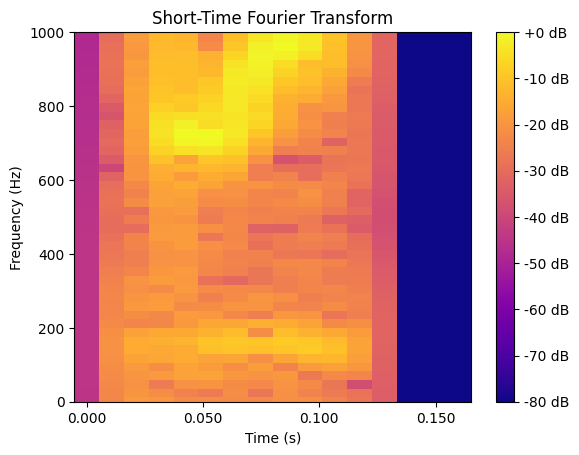 Short-Time Fourier Transform
1000
800
600
400
200
0
Frequency (Hz)
0.000
0.050
0.100
0.150
Time (s)
+0 dB
-10 dB
-20 dB
-30 dB
-40 dB
-50 dB
-60 dB
-70 dB
-80 dB